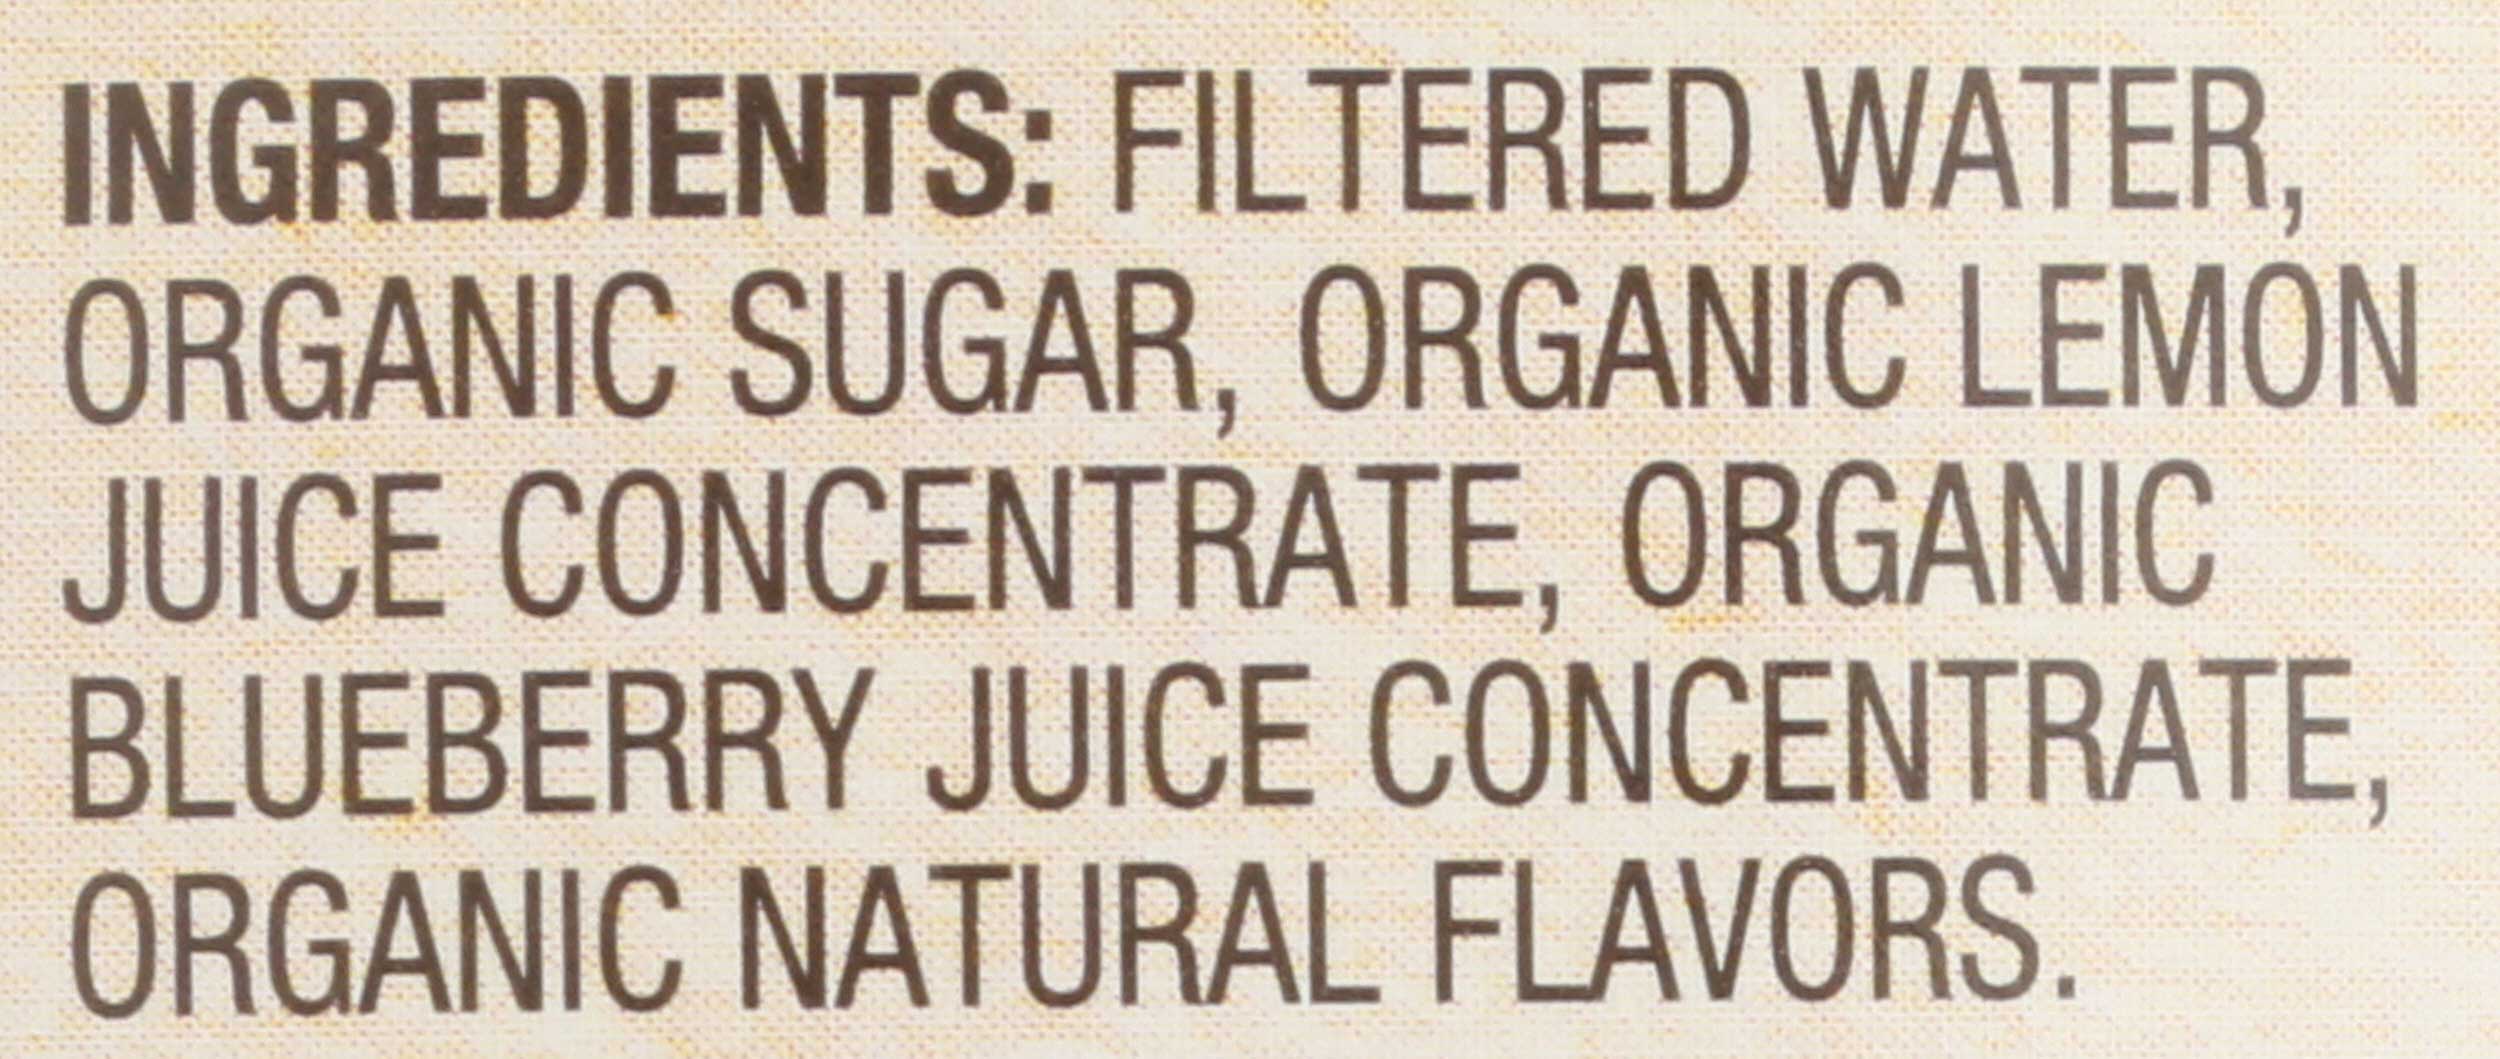 INGREDIENTS: FILTERED WATER,
ORGANIC SUGAR, ORGANIC LEMON
JUICE CONCENTRATE, ORGANIC
BLUEBERRY JUICE CONCENTRATE,
ORGANIC NATURAL FLAVORS.